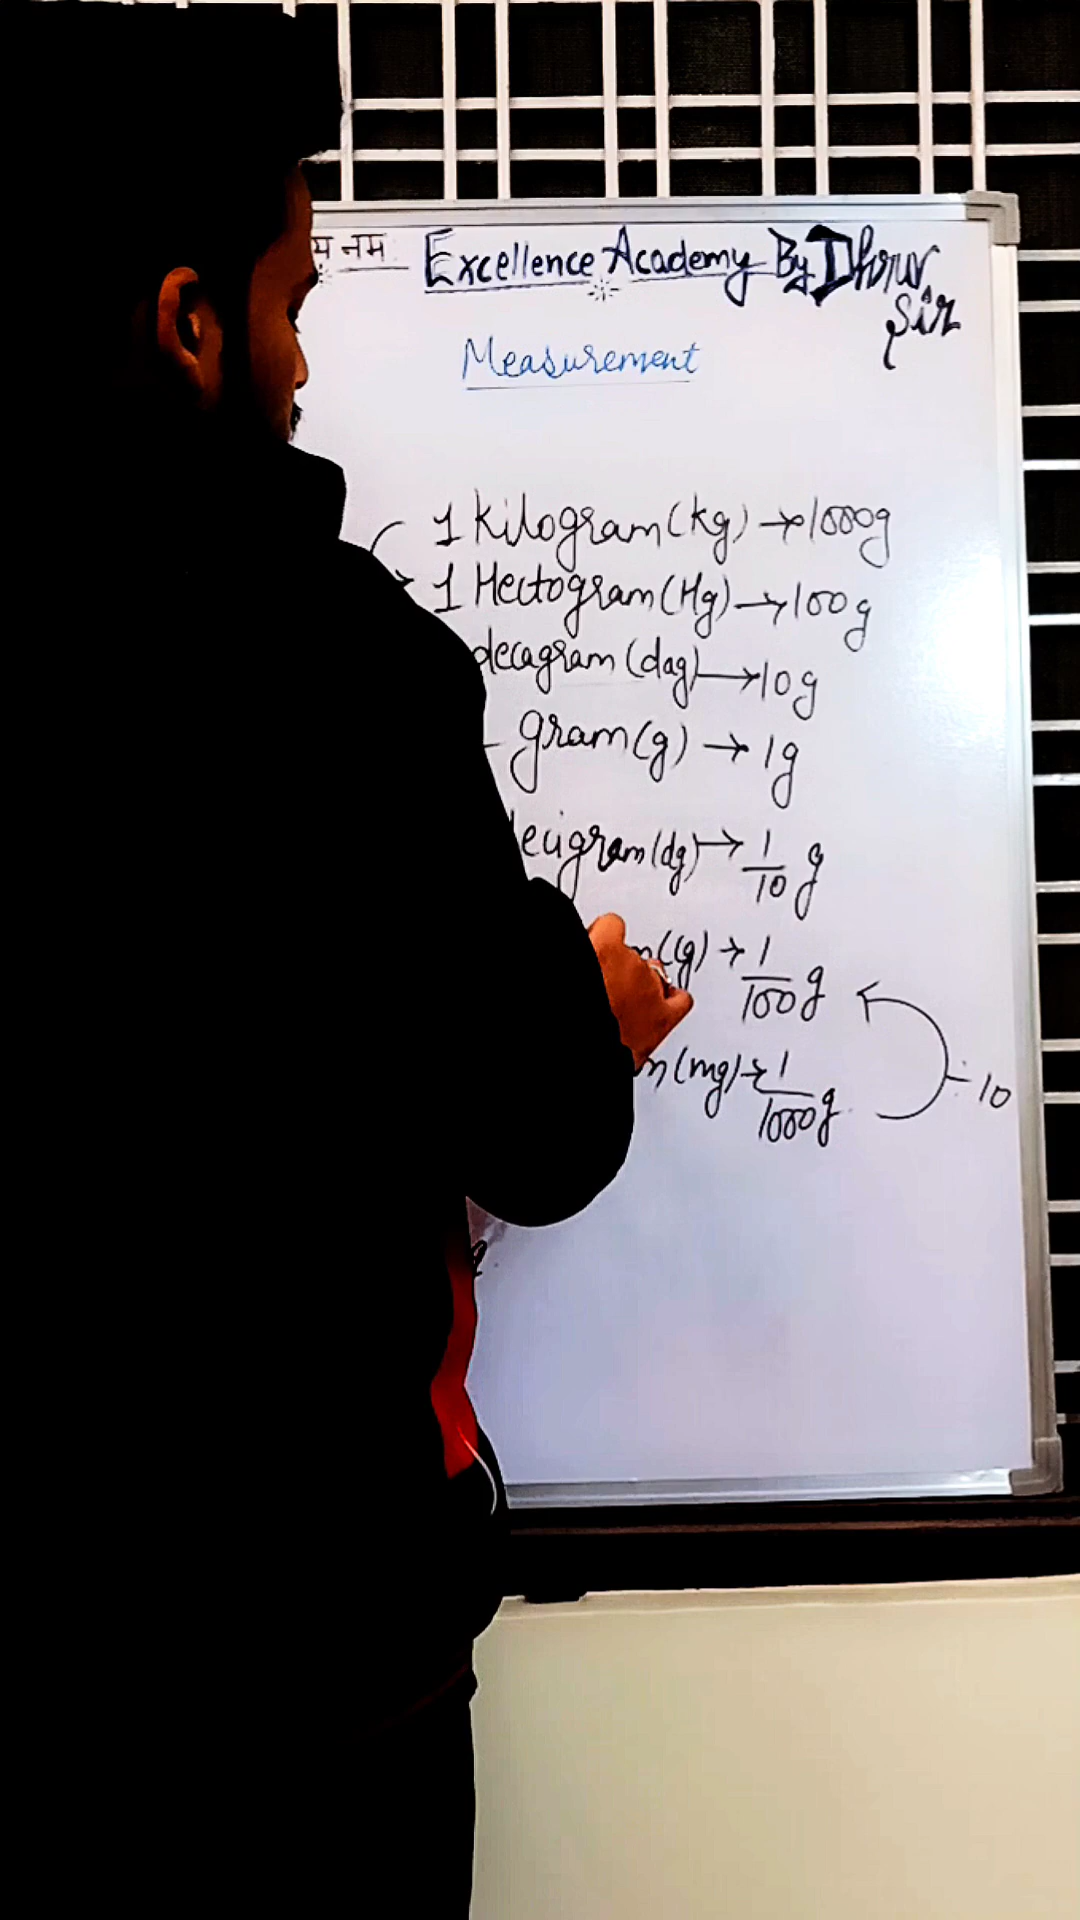 य नमः Excellence Academy By Dhruv Sir
Measurement
1 Kilogram (kg) → 1000g
1 Hectogram (Hg) → 100g
decagram (dag) → 10g
gram (g) → 1g
decigram (dg) → 1/10 g
m (cg) → 1/100 g
m (mg) → 1/1000 g
÷ 10